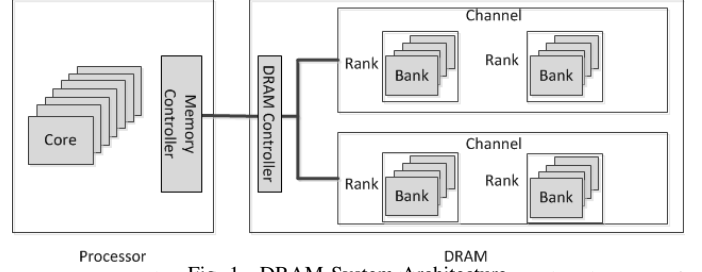 Channel
Rank
Bank
Rank
Bank
Core
Memory
Controller
DRAM Controller
Channel
Rank
Bank
Rank
Bank
Processor
DRAM
Fig. 1. DRAM System Architecture